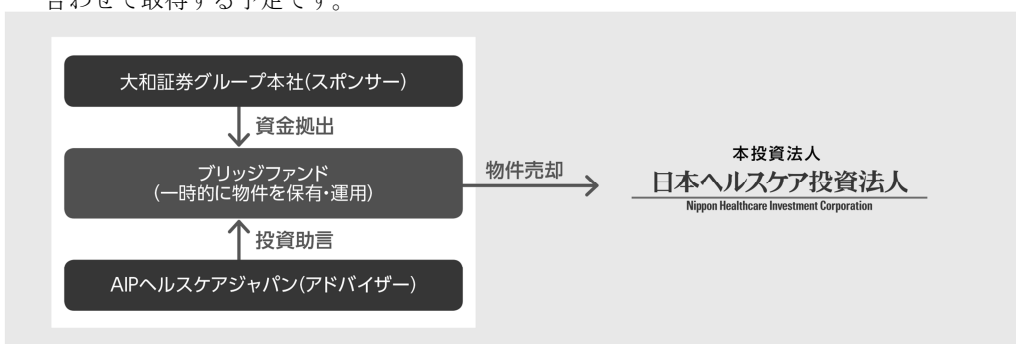 合わせて取得する予定です。
大和証券グループ本社(スポンサー)
資金拠出
ブリッジファンド
(一時的に物件を保有・運用)
物件売却
本投資法人
日本ヘルスケア投資法人
Nippon Healthcare Investment Corporation
投資助言
AIPヘルスケアジャパン(アドバイザー)